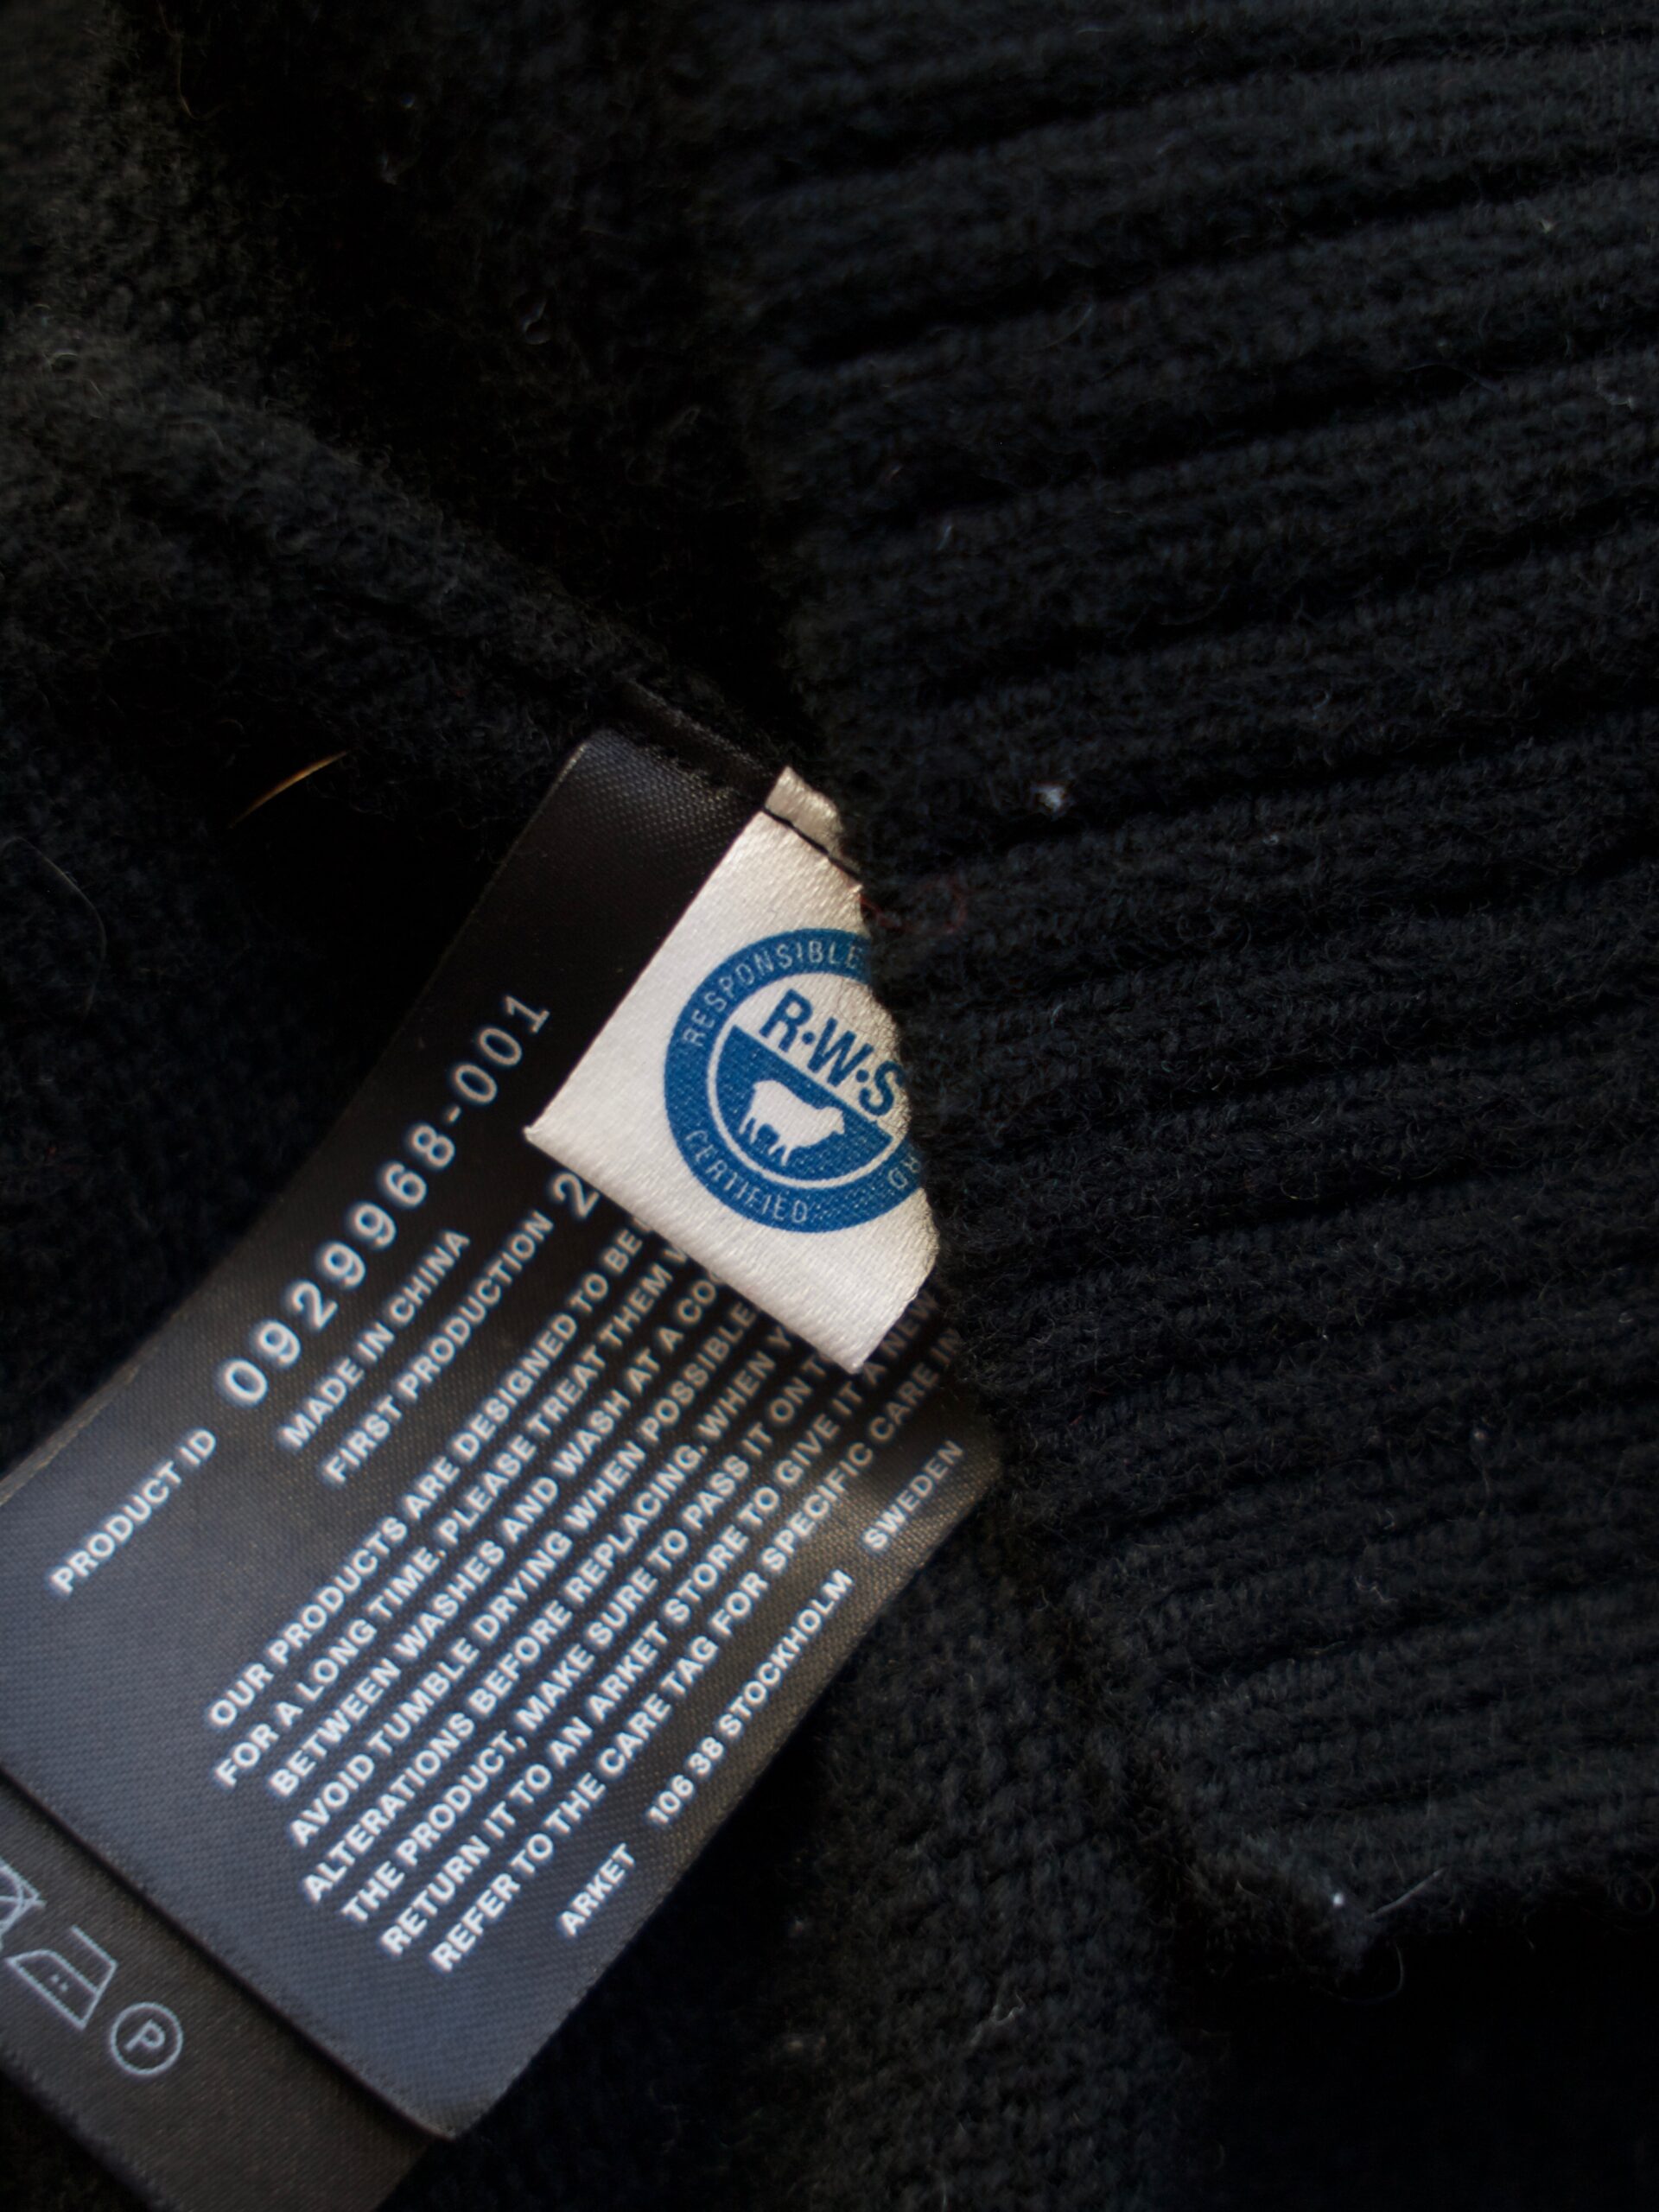 RESPONSIBLE
R·W·S
CERTIFIED
PRODUCT ID 0929968-001
MADE IN CHINA
FIRST PRODUCTION 2
OUR PRODUCTS ARE DESIGNED TO BE
FOR A LONG TIME. PLEASE TREAT THEM
BETWEEN WASHES AND WASH AT A
AVOID TUMBLE DRYING WHEN POSSIBLE.
ALTERATIONS BEFORE REPLACING. WHEN
THE PRODUCT, MAKE SURE TO PASS IT ON
RETURN IT TO AN ARKET STORE TO GIVE IT A NEW
REFER TO THE CARE TAG FOR SPECIFIC CARE
ARKET 106 38 STOCKHOLM SWEDEN
P